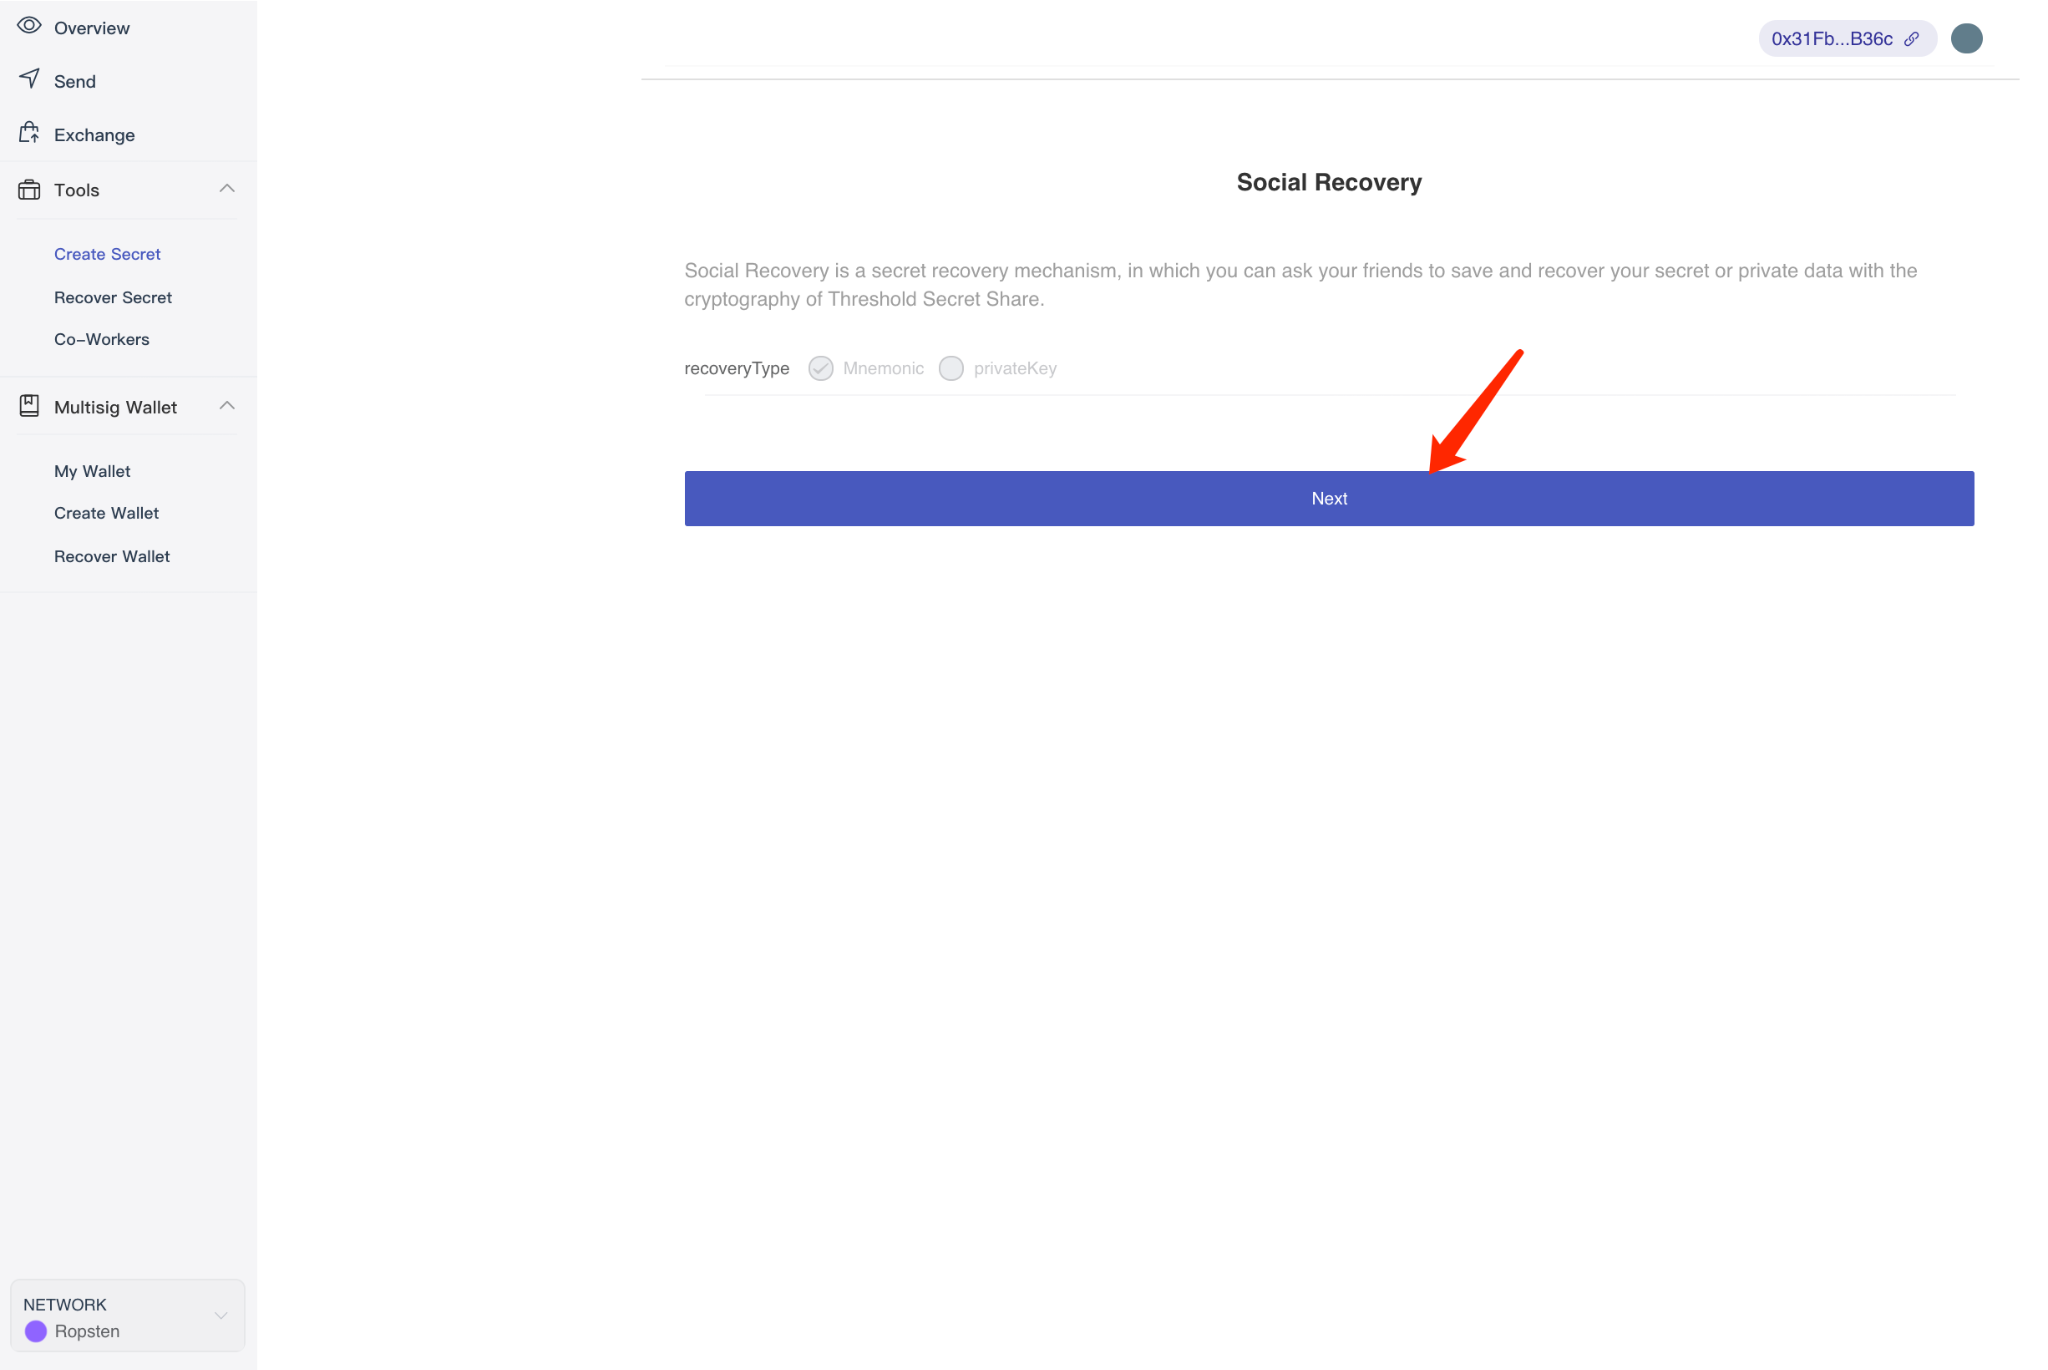 Overview
Send
Exchange
Tools
Create Secret
Recover Secret
Co-Workers
Multisig Wallet
My Wallet
Create Wallet
Recover Wallet
NETWORK
Ropsten
0x31Fb...B36c
Social Recovery
Social Recovery is a secret recovery mechanism, in which you can ask your friends to save and recover your secret or private data with the
cryptography of Threshold Secret Share.
recoveryType Mnemonic privateKey
Next